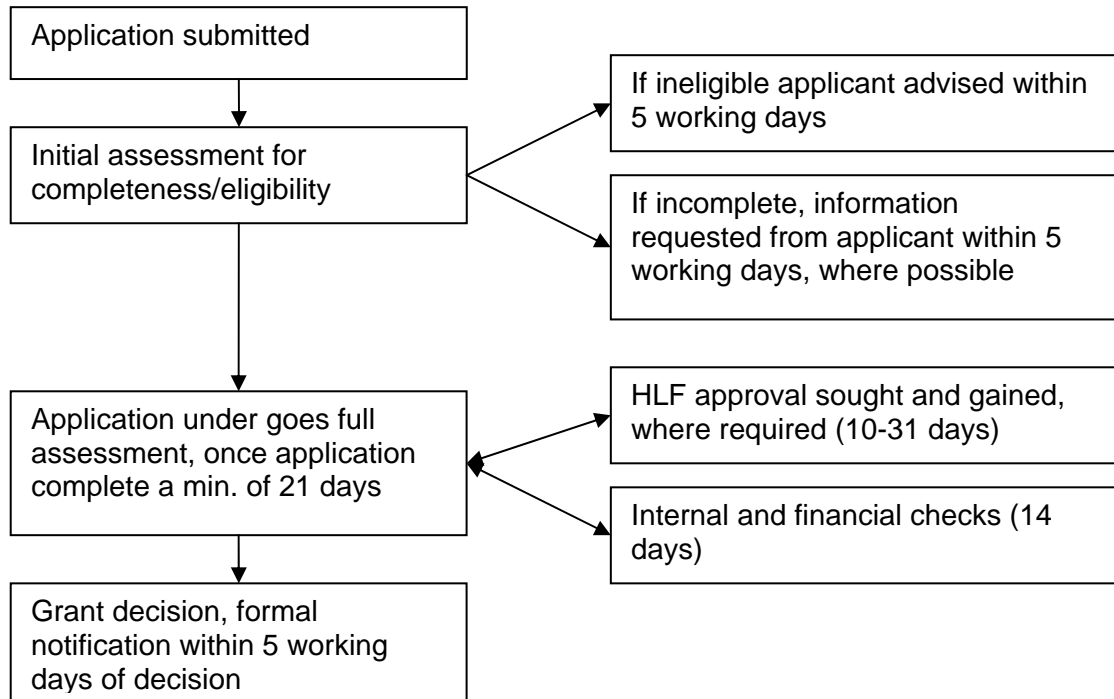 Application submitted
If ineligible applicant advised within
5 working days
Initial assessment for
completeness/eligibility
If incomplete, information
requested from applicant within 5
working days, where possible
Application under goes full
assessment, once application
complete a min. of 21 days
HLF approval sought and gained,
where required (10-31 days)
Internal and financial checks (14
days)
Grant decision, formal
notification within 5 working
days of decision